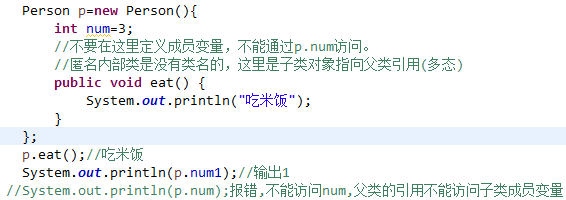 Person p=new Person(){
int num=3;
//不要在这里定义成员变量，不能通过p.num访问。
//匿名内部类是没有类名的，这里是子类对象指向父类引用(多态)
public void eat() {
System.out.println("吃米饭");
}
};
p.eat();//吃米饭
System.out.println(p.num1);//输出1
//System.out.println(p.num);报错,不能访问num,父类的引用不能访问子类成员变量